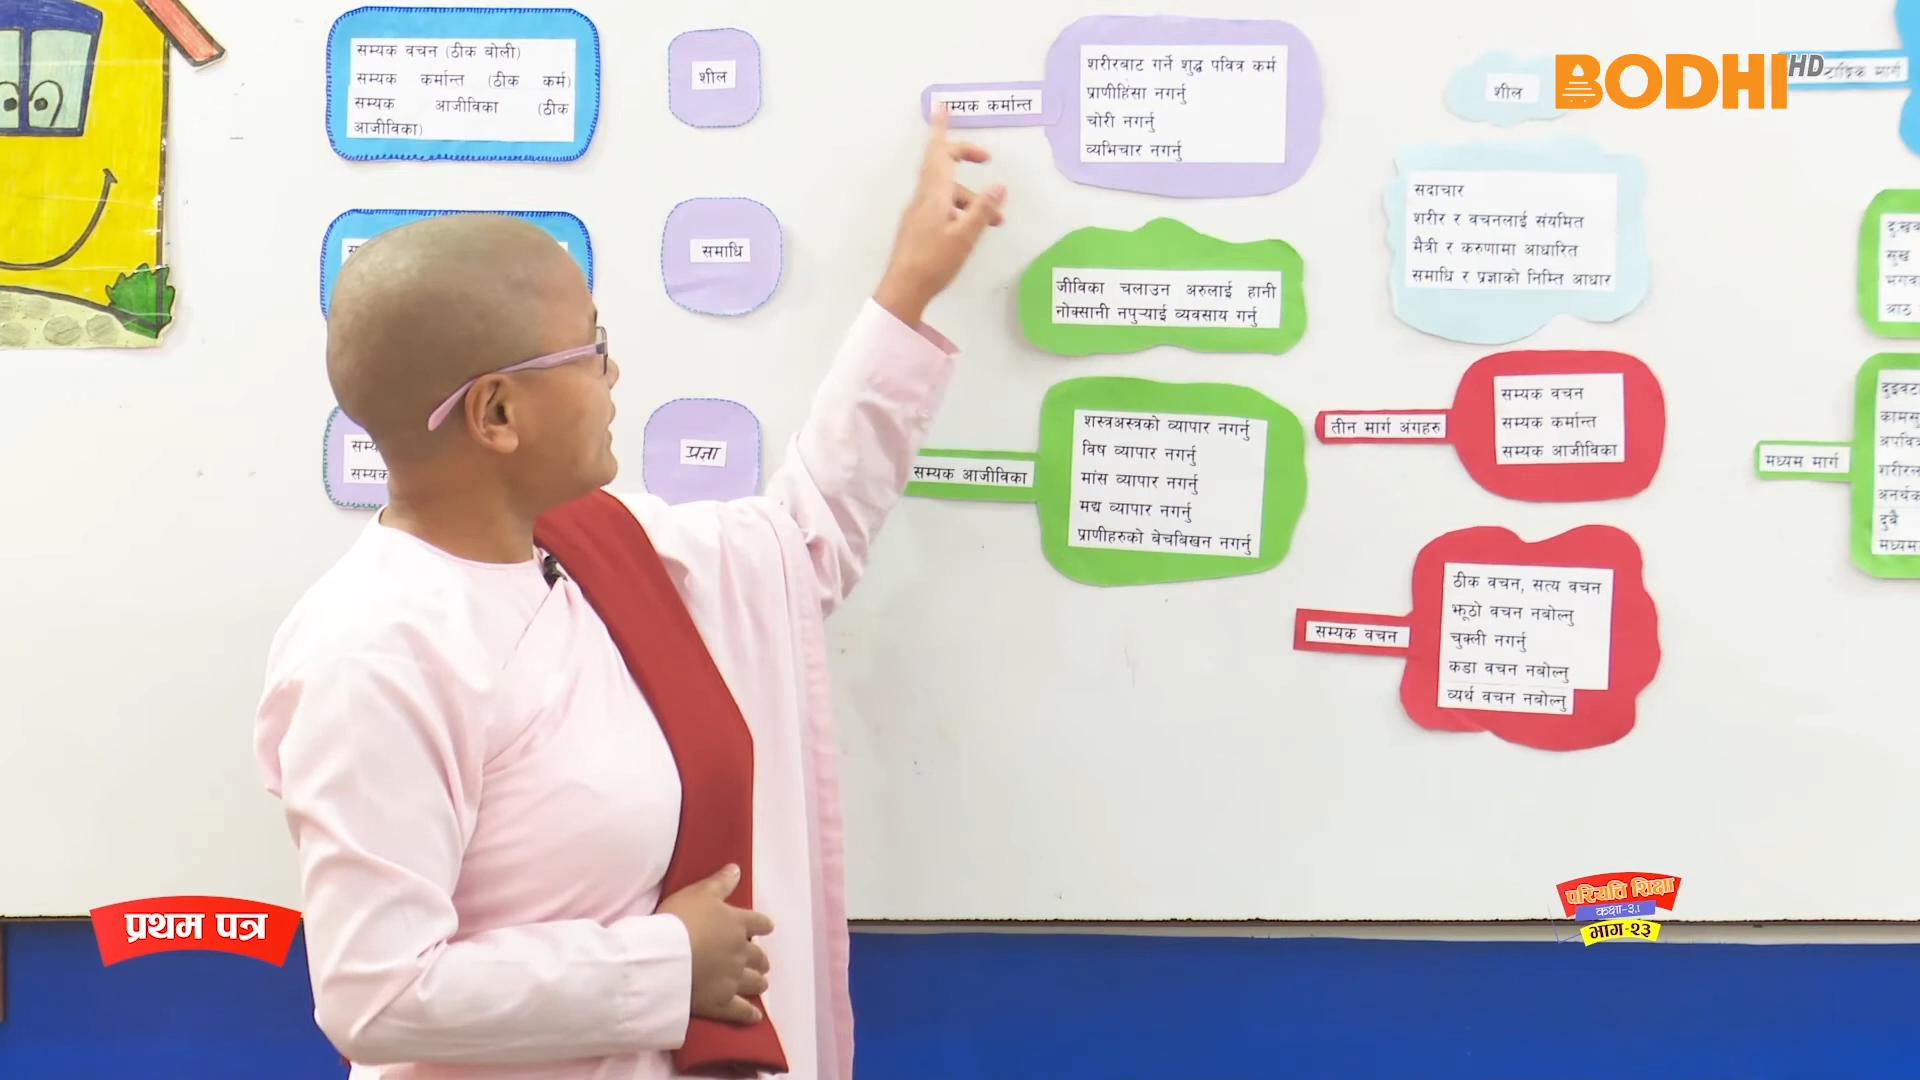 सम्यक वचन (ठीक बोली)
सम्यक कर्मान्त (ठीक कर्म)
सम्यक आजीविका (ठीक
आजीविका)
शील
समाधि
प्रज्ञा
सम्यक कर्मान्त
शरीरबाट गर्ने शुद्ध पवित्र कर्म
प्राणीहिंसा नगर्नु
चोरी नगर्नु
व्यभिचार नगर्नु
जीविका चलाउन अरुलाई हानी
नोक्सानी नपुऱ्याई व्यवसाय गर्नु
सम्यक आजीविका
शस्त्रअस्त्रको व्यापार नगर्नु
विष व्यापार नगर्नु
मांस व्यापार नगर्नु
मद्य व्यापार नगर्नु
प्राणीहरुको बेचबिखन नगर्नु
शील
सदाचार
शरीर र वचनलाई संयमित
मैत्री र करुणामा आधारित
समाधि र प्रज्ञाको निम्ति आधार
तीन मार्ग अंगहरु
सम्यक वचन
सम्यक कर्मान्त
सम्यक आजीविका
सम्यक वचन
ठीक वचन, सत्य वचन
झूठो वचन नबोल्नु
चुक्ली नगर्नु
कडा वचन नबोल्नु
व्यर्थ वचन नबोल्नु
BODHI HD
मार्ग
सुख
आठ
मध्यम मार्ग
प्रथम पत्र
परियत्ति शिक्षा
कक्षा-३.१
भाग-२३